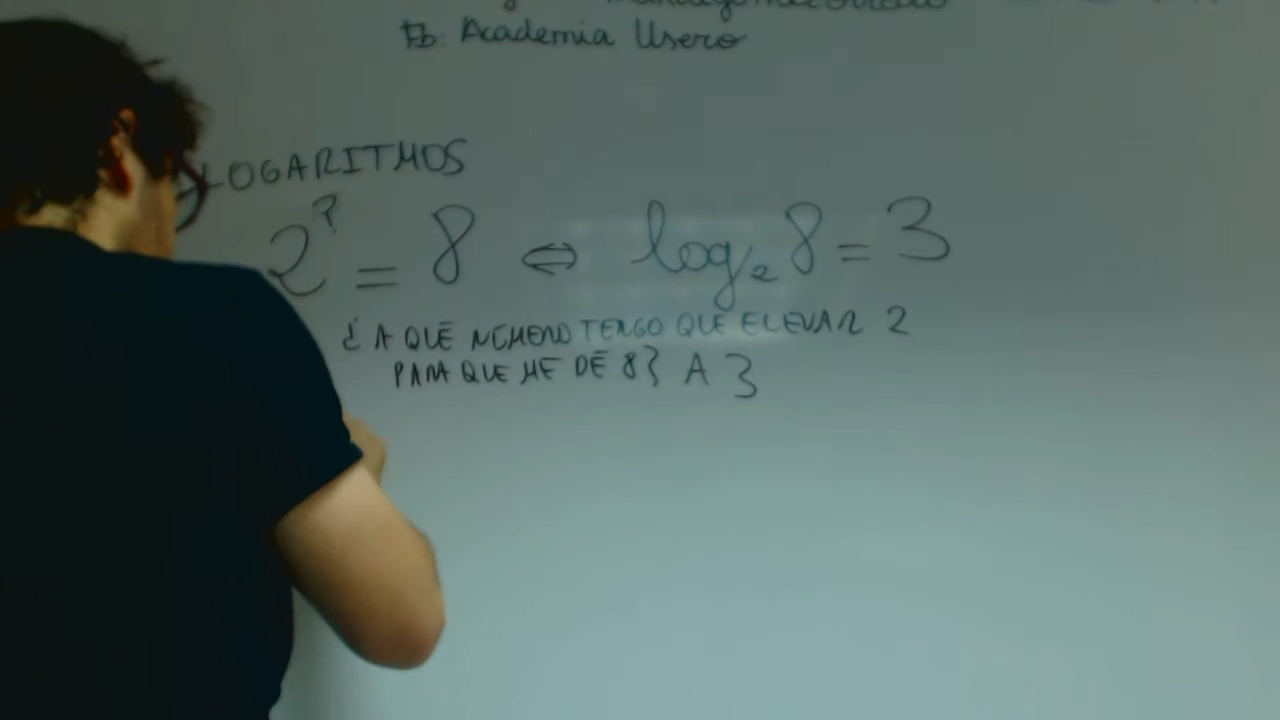 Fb: Academia Usero
LOGARITMOS
2^? = 8 ⇔ log₂ 8 = 3
¿A QUÉ NÚMERO TENGO QUE ELEVAR 2
PARA QUE ME DÉ 8? A 3